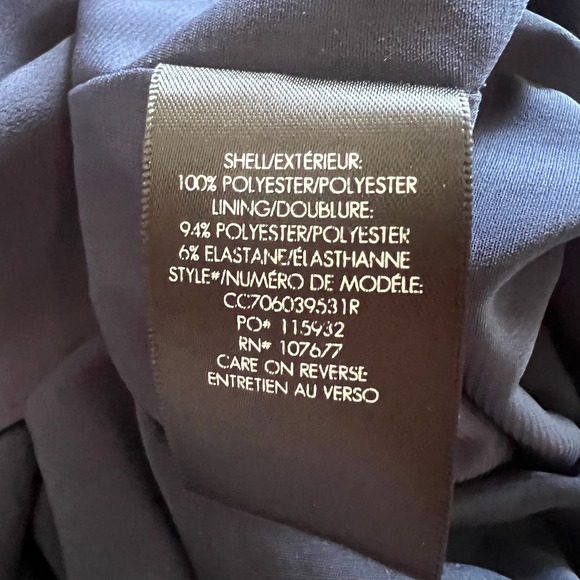 SHELL/EXTÉRIEUR:
100% POLYESTER/POLYESTER
LINING/DOUBLURE:
94% POLYESTER/POLYESTER
6% ELASTANE/ÉLASTHANNE
STYLE#/NUMÉRO DE MODÉLE:
CC706039531R
PO# 115932
RN# 107677
CARE ON REVERSE
ENTRETIEN AU VERSO